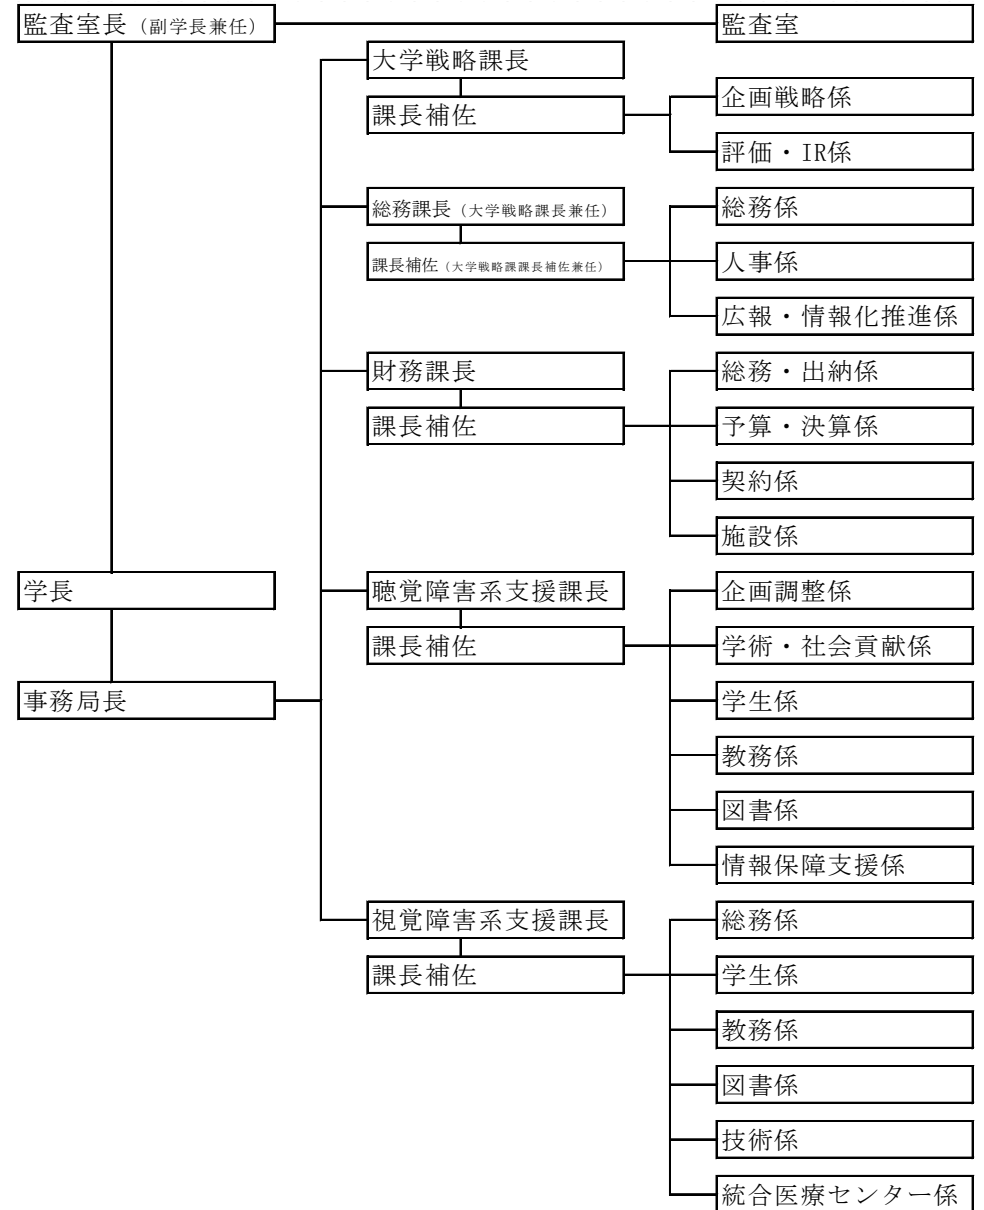 監査室長（副学長兼任）
監査室
大学戦略課長
課長補佐
企画戦略係
評価・IR係
総務課長（大学戦略課長兼任）
課長補佐（大学戦略課課長補佐兼任）
総務係
人事係
広報・情報化推進係
財務課長
課長補佐
総務・出納係
予算・決算係
契約係
施設係
学長
事務局長
聴覚障害系支援課長
課長補佐
企画調整係
学術・社会貢献係
学生係
教務係
図書係
情報保障支援係
視覚障害系支援課長
課長補佐
総務係
学生係
教務係
図書係
技術係
統合医療センター係